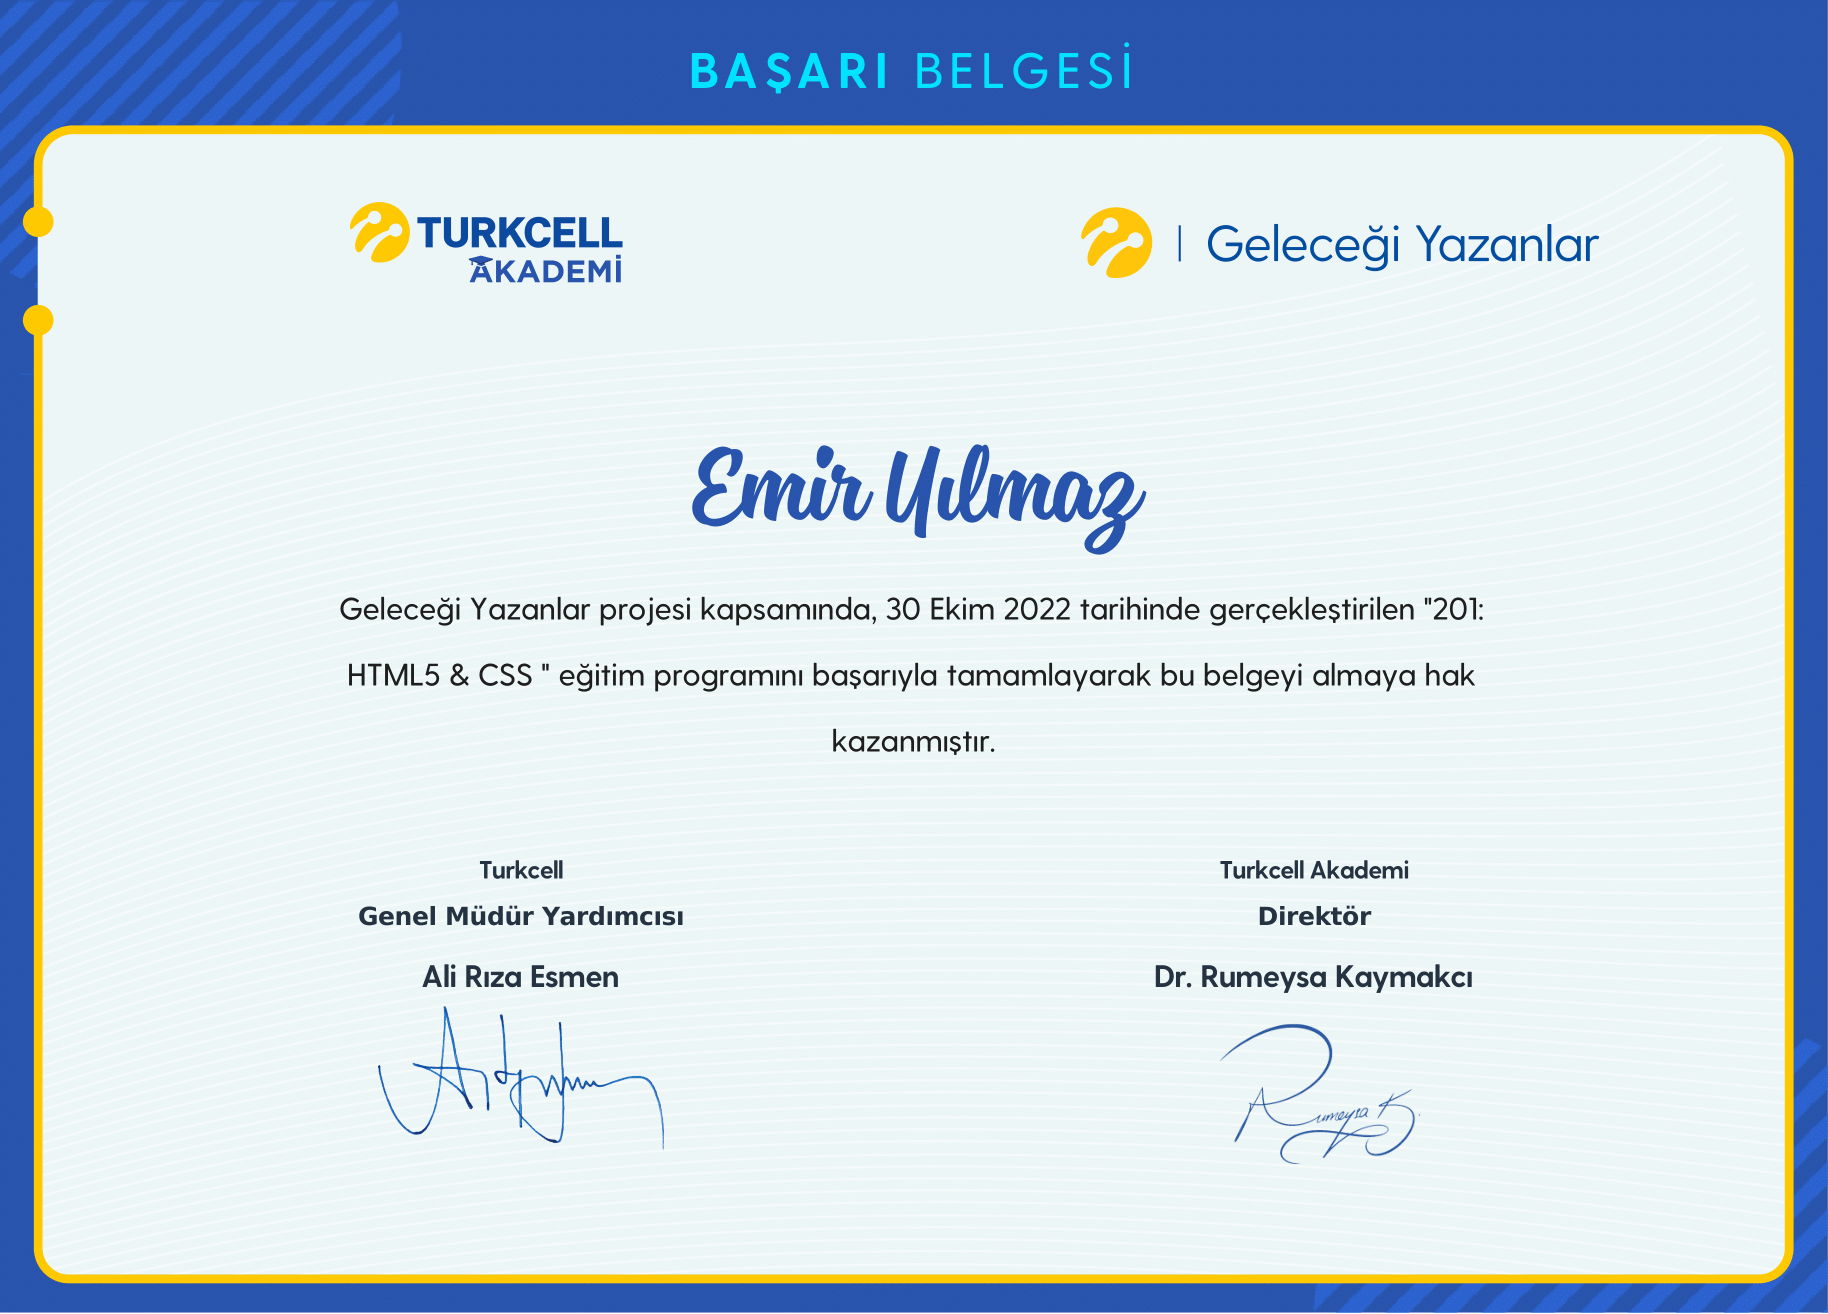 BAŞARI BELGESİ
TURKCELL
AKADEMİ
| Geleceği Yazanlar
Emir Yılmaz
Geleceği Yazanlar projesi kapsamında, 30 Ekim 2022 tarihinde gerçekleştirilen "201:
HTML5 & CSS " eğitim programını başarıyla tamamlayarak bu belgeyi almaya hak
kazanmıştır.
Turkcell
Genel Müdür Yardımcısı
Ali Rıza Esmen
Turkcell Akademi
Direktör
Dr. Rumeysa Kaymakcı
Rumeysa K.